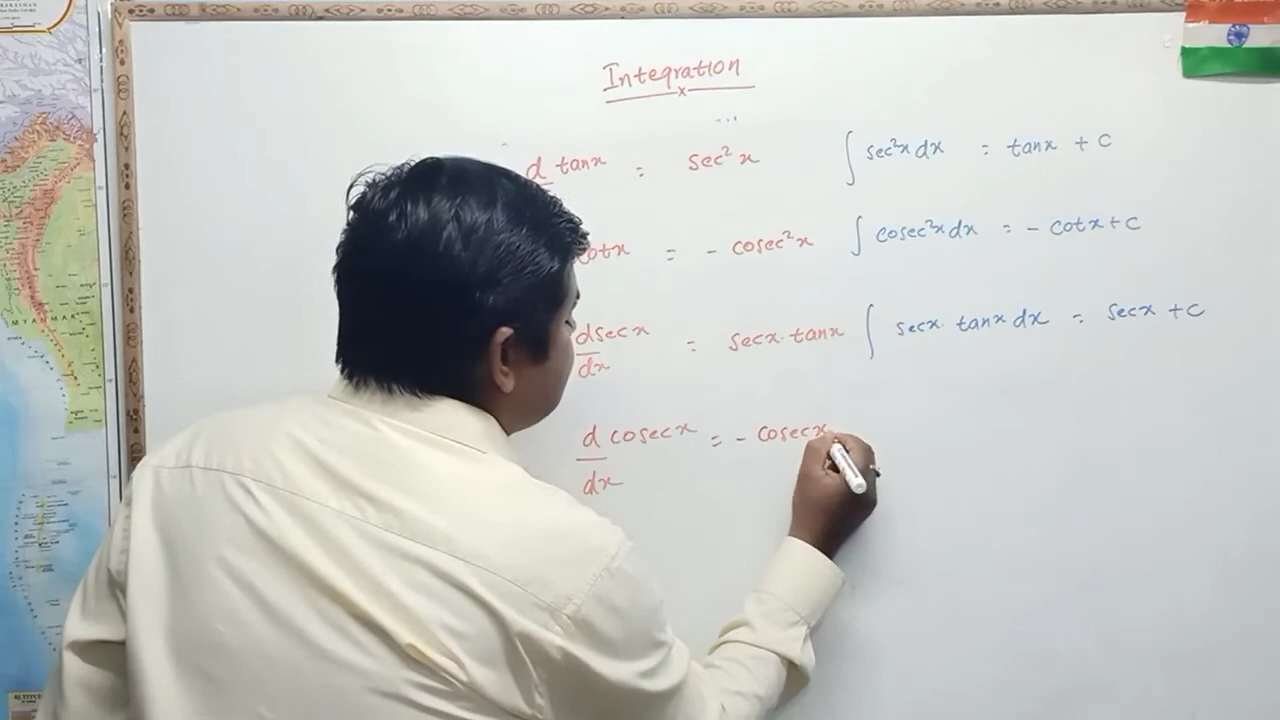 Integration
d tanx = sec²x ∫ sec²x dx = tanx + c
cotx = - cosec²x ∫ cosec²x dx = - cotx + c
dsecx = secx·tanx ∫ secx·tanx dx = secx + c
dx
d cosecx = - cosecx
dx
MYANMAR